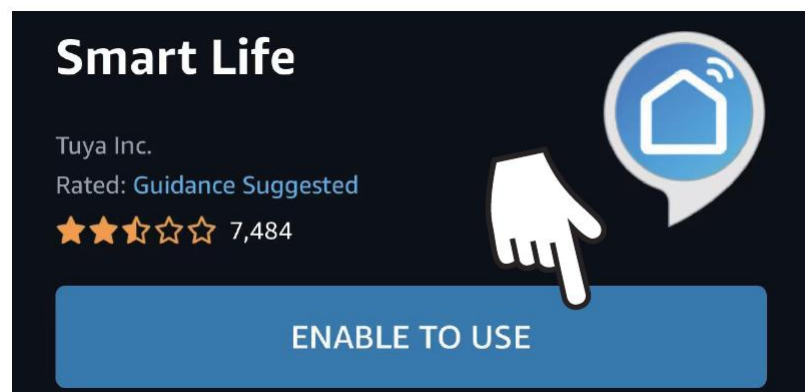 Smart Life
Tuya Inc.
Rated: Guidance Suggested
7,484
ENABLE TO USE